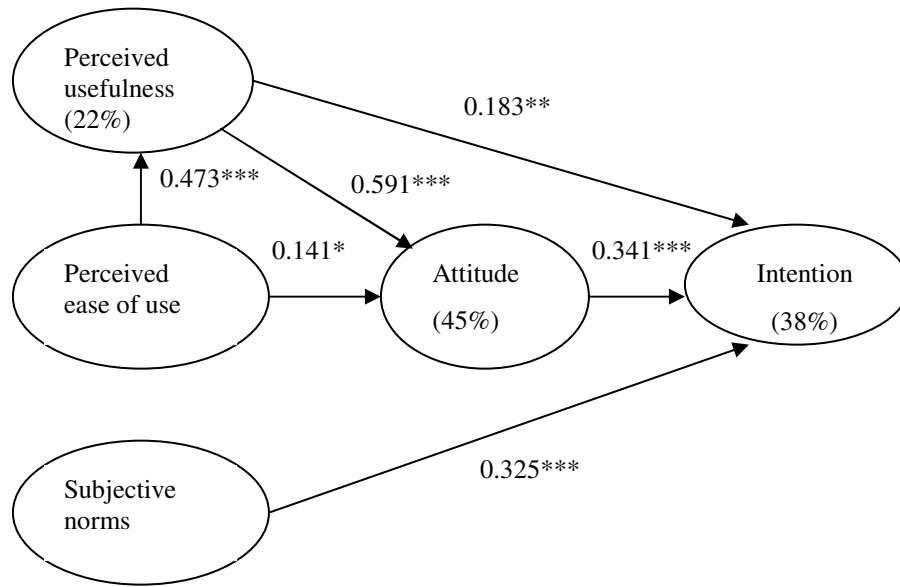 Perceived
usefulness
(22%)
0.183**
0.473***
0.591***
Perceived
ease of use
0.141*
Attitude
(45%)
0.341***
Intention
(38%)
Subjective
norms
0.325***